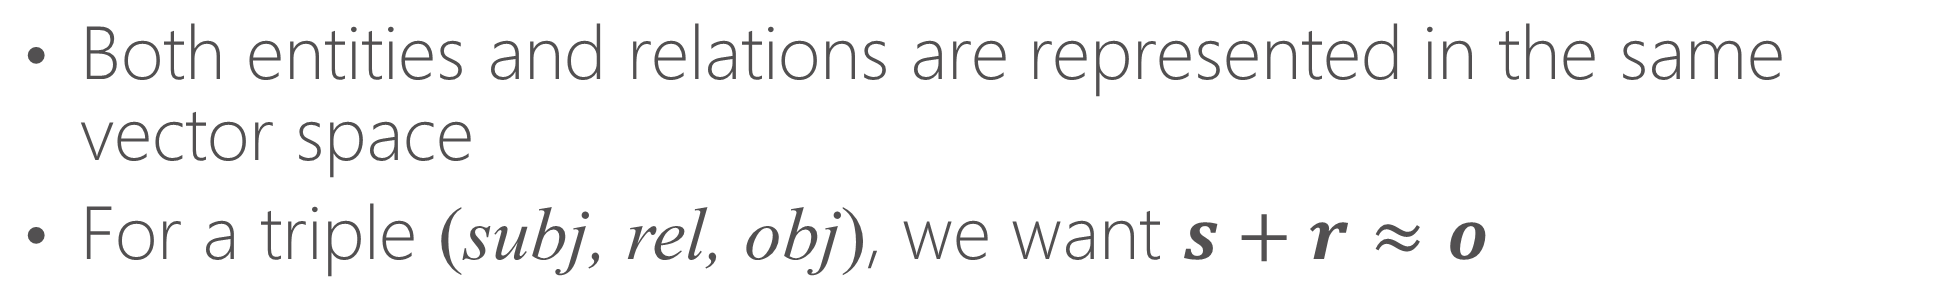 • Both entities and relations are represented in the same
vector space
• For a triple (subj, rel, obj), we want s + r ≈ o